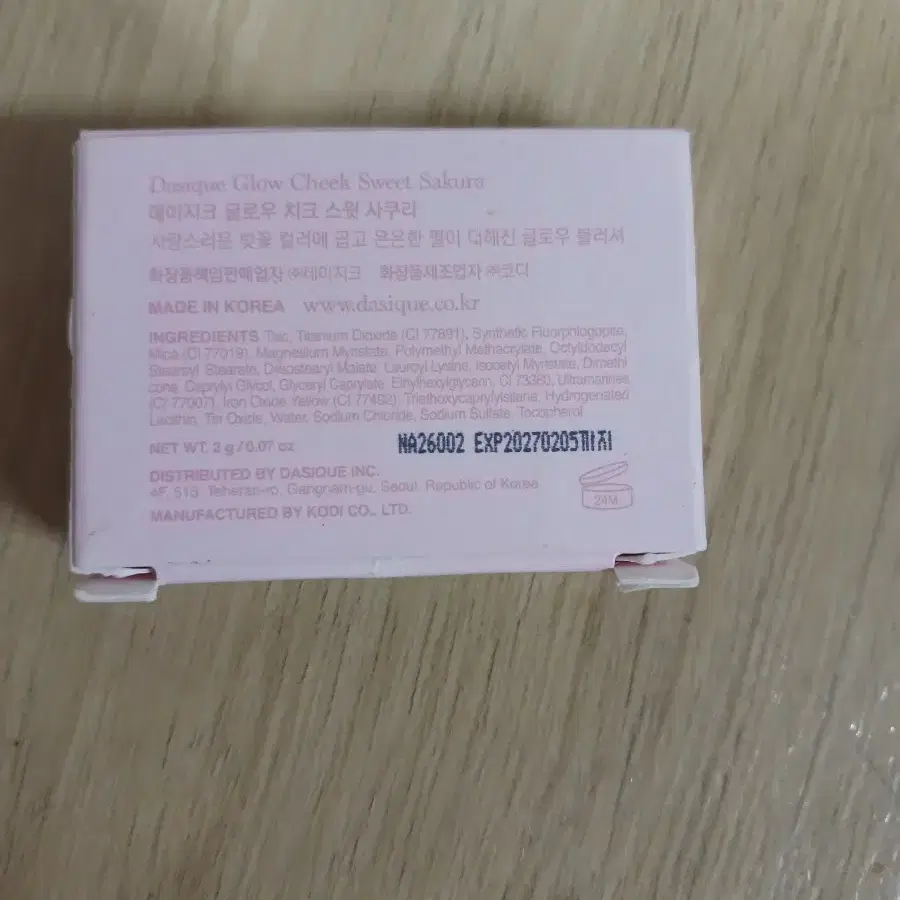 Dasique Glow Cheek Sweet Sakura
데이지크 글로우 치크 스윗 사쿠라
사랑스러운 벚꽃 컬러에 곱고 은은한 펄이 더해진 글로우 블러셔
화장품책임판매업자 ㈜데이지크 화장품제조업자 ㈜코디
MADE IN KOREA www.dasique.co.kr
INGREDIENTS Talc, Titanium Dioxide (CI 77891), Synthetic Fluorphlogopite,
Mica (CI 77019), Magnesium Myristate, Polymethyl Methacrylate, Octyldodecyl
Stearoyl Stearate, Diisostearyl Malate, Lauroyl Lysine, Isocetyl Myristate, Dimethi
cone, Caprylyl Glycol, Glyceryl Caprylate, Ethylhexylglycerin, CI 73360, Ultramarines
(CI 77007), Iron Oxide Yellow (CI 77492), Triethoxycaprylylsilane, Hydrogenated
Lecithin, Tin Oxide, Water, Sodium Chloride, Sodium Sulfate, Tocopherol
NET WT. 2 g / 0.07 oz
NA26002 EXP20270205까지
DISTRIBUTED BY DASIQUE INC.
4F, 513, Teheran-ro, Gangnam-gu, Seoul, Republic of Korea
24M
MANUFACTURED BY KODI CO., LTD.